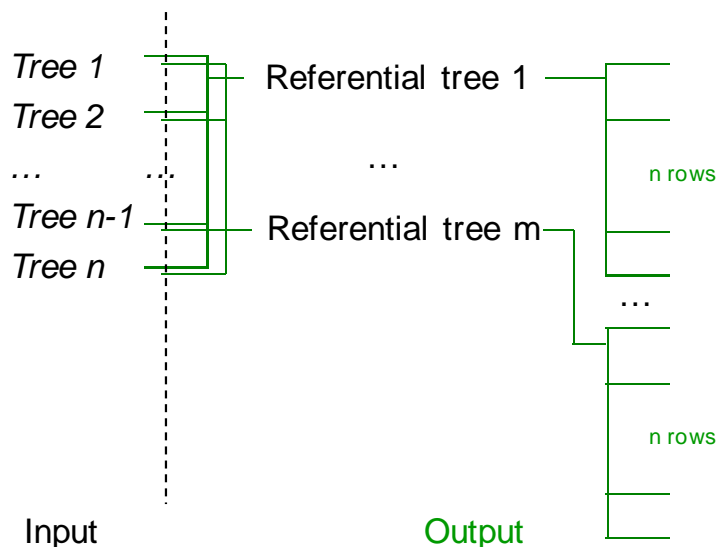 Tree 1
Referential tree 1
Tree 2
...
...
...
n rows
Tree n-1
Referential tree m
Tree n
...
n rows
Input
Output